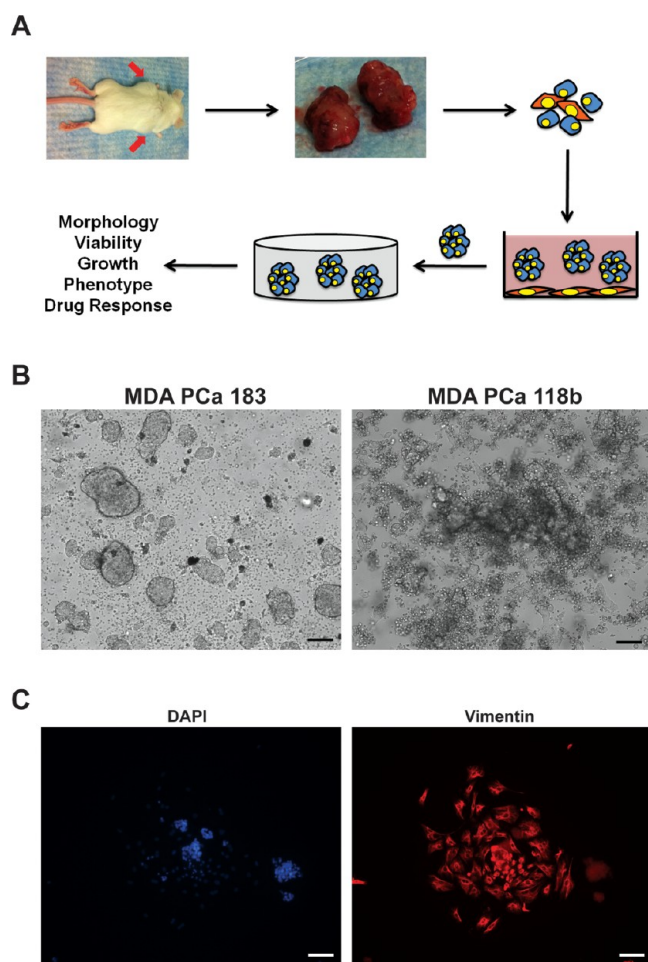 A
Morphology
Viability
Growth
Phenotype
Drug Response
B
MDA PCa 183
MDA PCa 118b
C
DAPI
Vimentin